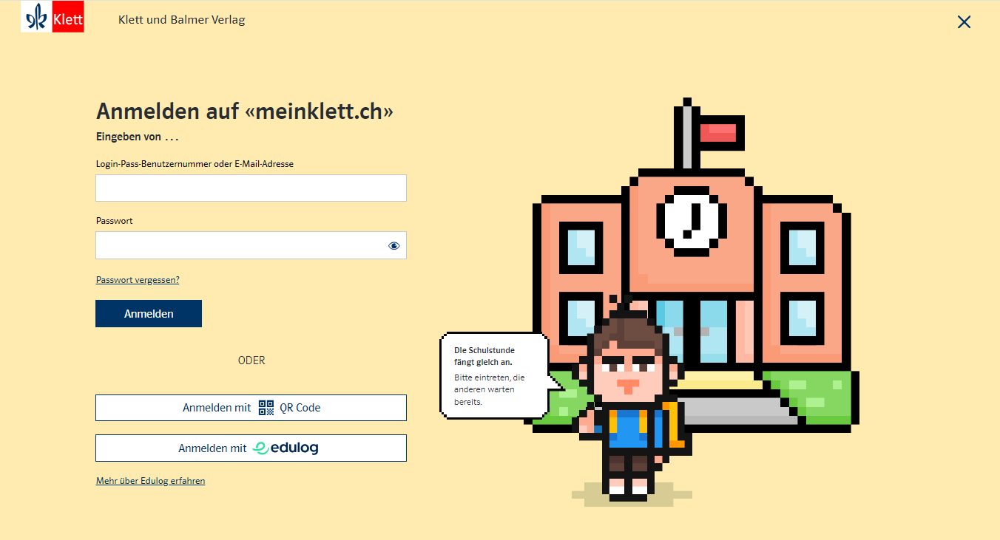 Klett
Klett und Balmer Verlag
Anmelden auf «meinklett.ch»
Eingeben von . . .
Login-Pass-Benutzernummer oder E-Mail-Adresse
Passwort
Passwort vergessen?
Anmelden
ODER
Anmelden mit QR Code
Anmelden mit edulog
Mehr über Edulog erfahren
Die Schulstunde
fängt gleich an.
Bitte eintreten, die
anderen warten
bereits.